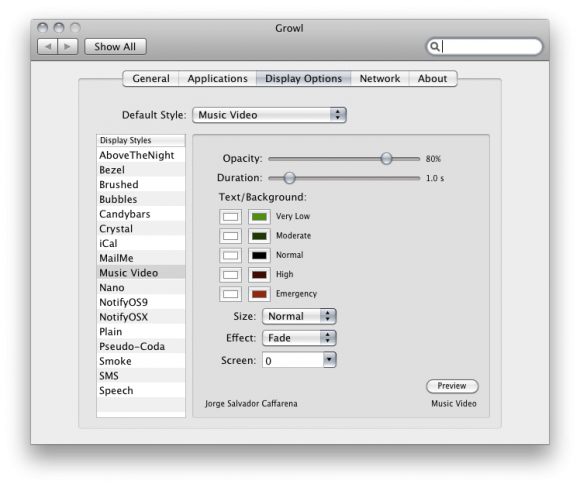 Growl
Show All
General Applications Display Options Network About
Default Style: Music Video
Display Styles
AboveTheNight
Bezel
Brushed
Bubbles
Candybars
Crystal
iCal
MailMe
Music Video
Nano
NotifyOS9
NotifyOSX
Plain
Pseudo-Coda
Smoke
SMS
Speech
Opacity: 80%
Duration: 1.0 s
Text/Background:
Very Low
Moderate
Normal
High
Emergency
Size: Normal
Effect: Fade
Screen: 0
Preview
Jorge Salvador Caffarena
Music Video